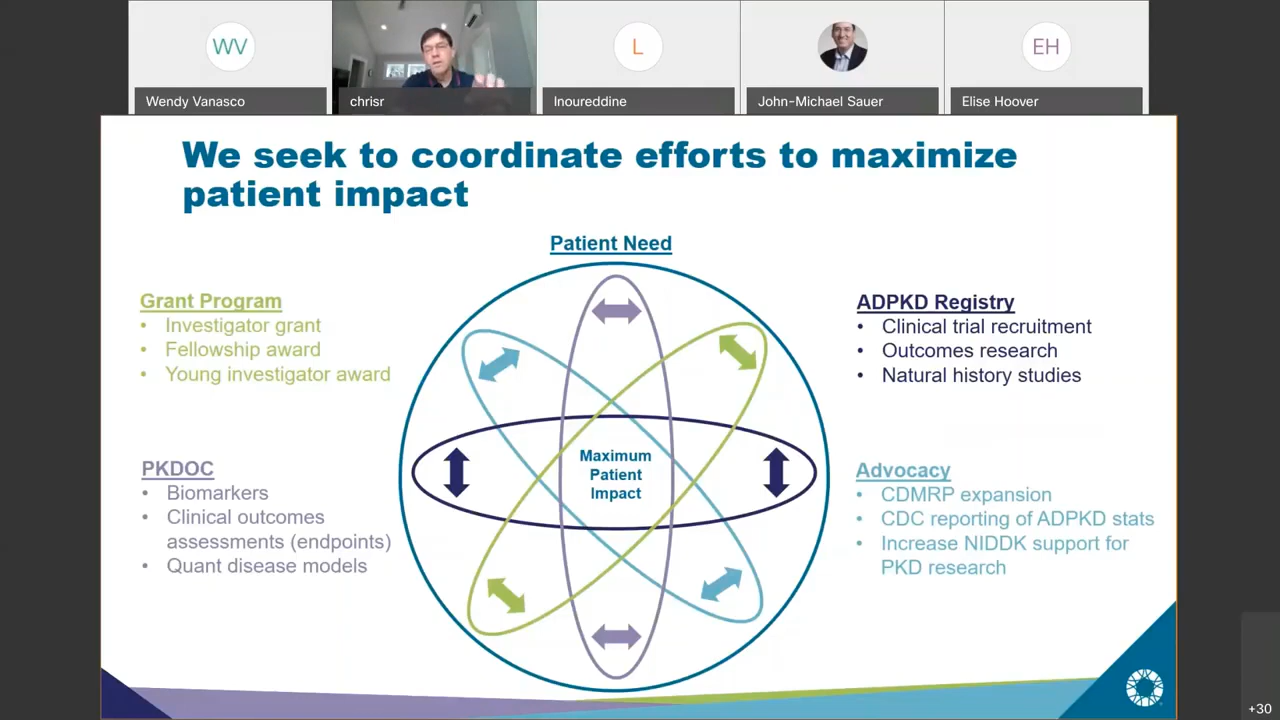 WV
L
EH
Wendy Vanasco
chrisr
lnoureddine
John-Michael Sauer
Elise Hoover
We seek to coordinate efforts to maximize
patient impact
Patient Need
Grant Program
• Investigator grant
• Fellowship award
• Young investigator award
ADPKD Registry
• Clinical trial recruitment
• Outcomes research
• Natural history studies
Maximum
Patient
Impact
PKDOC
• Biomarkers
• Clinical outcomes
assessments (endpoints)
• Quant disease models
Advocacy
• CDMRP expansion
• CDC reporting of ADPKD stats
• Increase NIDDK support for
PKD research
+30